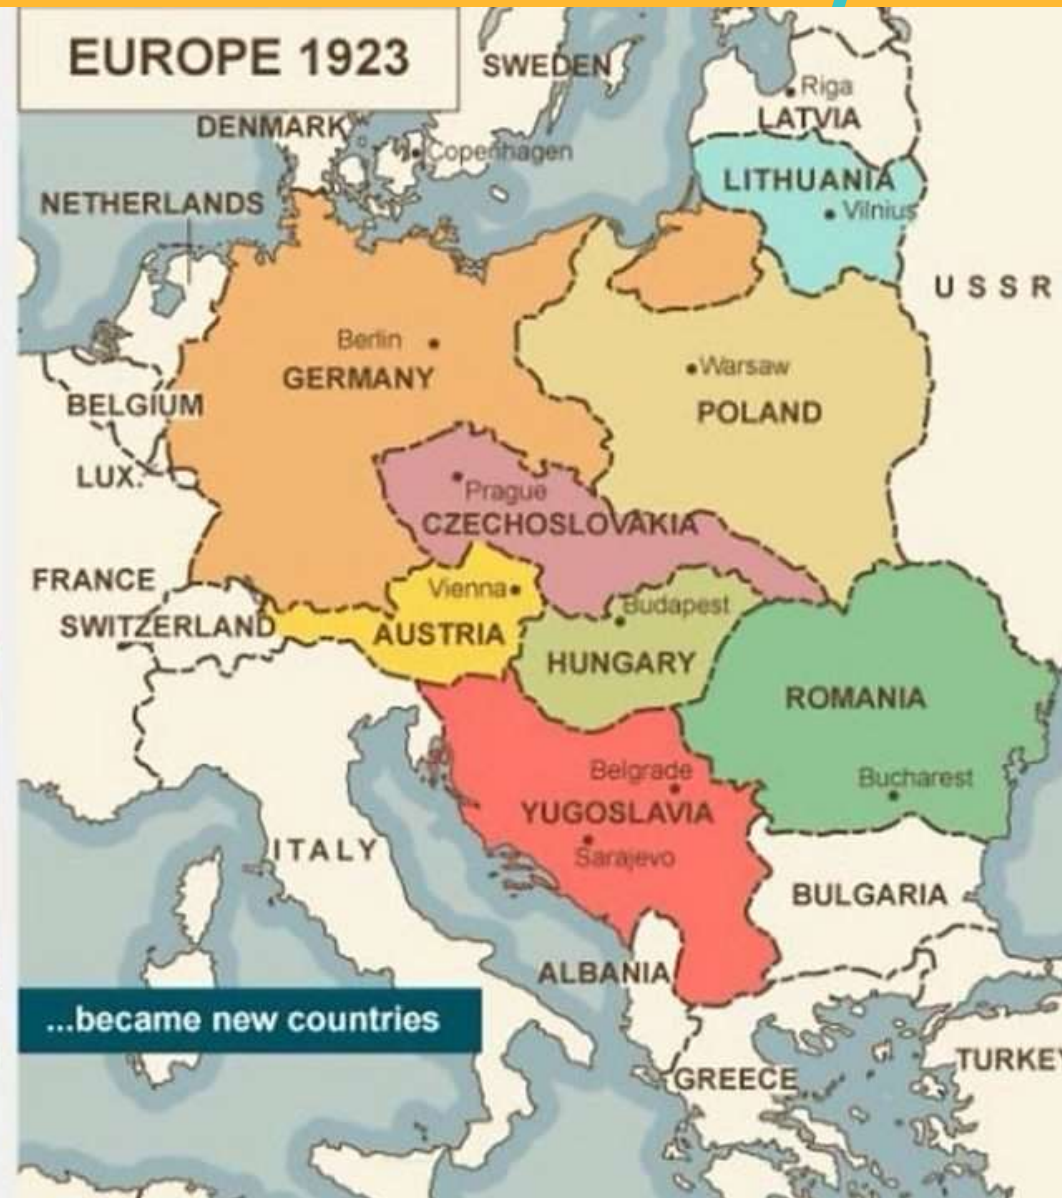 EUROPE 1923
SWEDEN
Riga
LATVIA
DENMARK
Copenhagen
LITHUANIA
NETHERLANDS
Vilnius
USSR
Berlin
Warsaw
GERMANY
BELGIUM
POLAND
LUX.
Prague
CZECHOSLOVAKIA
FRANCE
Vienna
Budapest
SWITZERLAND
AUSTRIA
HUNGARY
ROMANIA
Belgrade
Bucharest
YUGOSLAVIA
ITALY
Sarajevo
BULGARIA
ALBANIA
...became new countries
TURKEY
GREECE